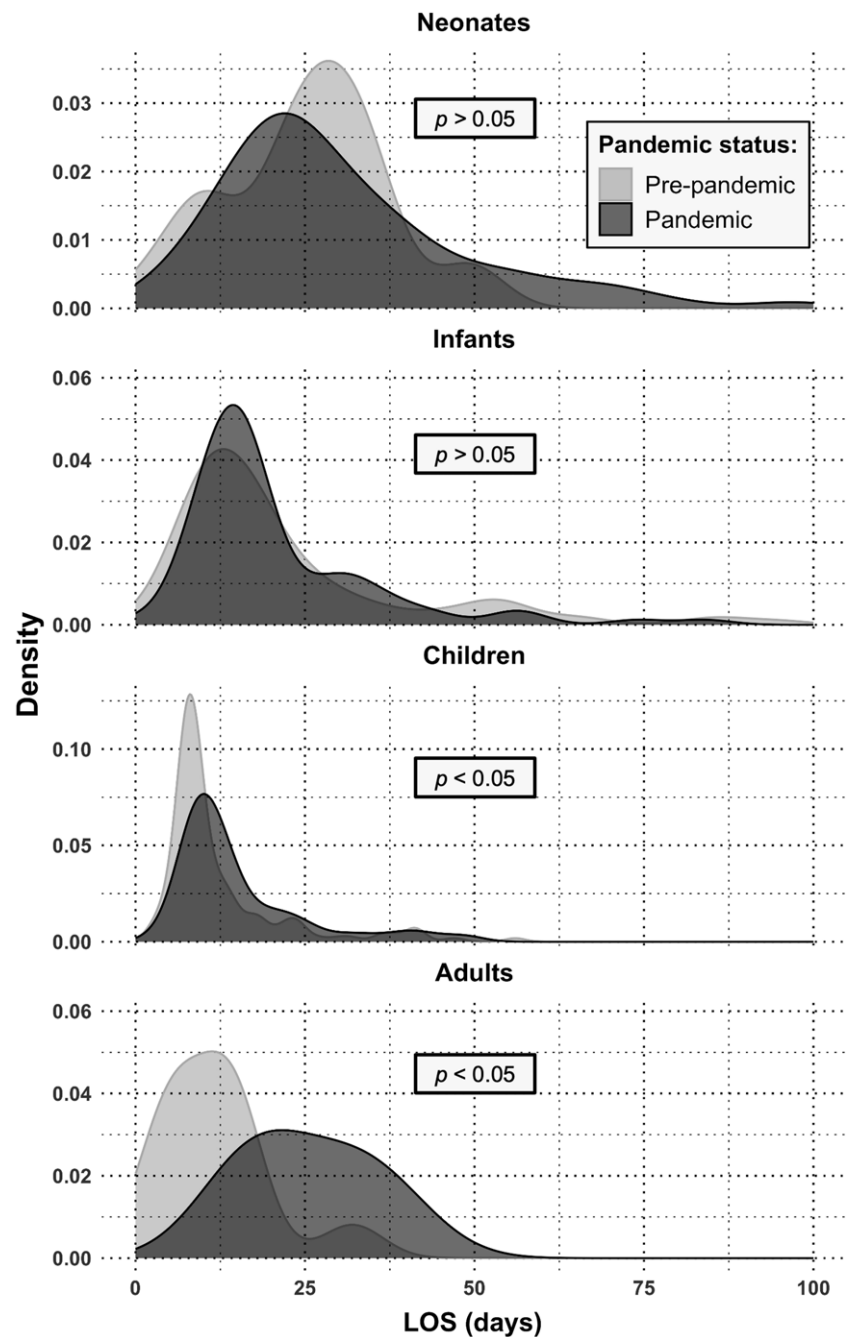 Neonates
0.03
0.02
0.01
0.00
p > 0.05
Pandemic status:
Pre-pandemic
Pandemic
Infants
0.06
0.04
0.02
0.00
p > 0.05
Density
Children
0.10
0.05
0.00
p < 0.05
Adults
0.06
0.04
0.02
0.00
p < 0.05
0 25 50 75 100
LOS (days)